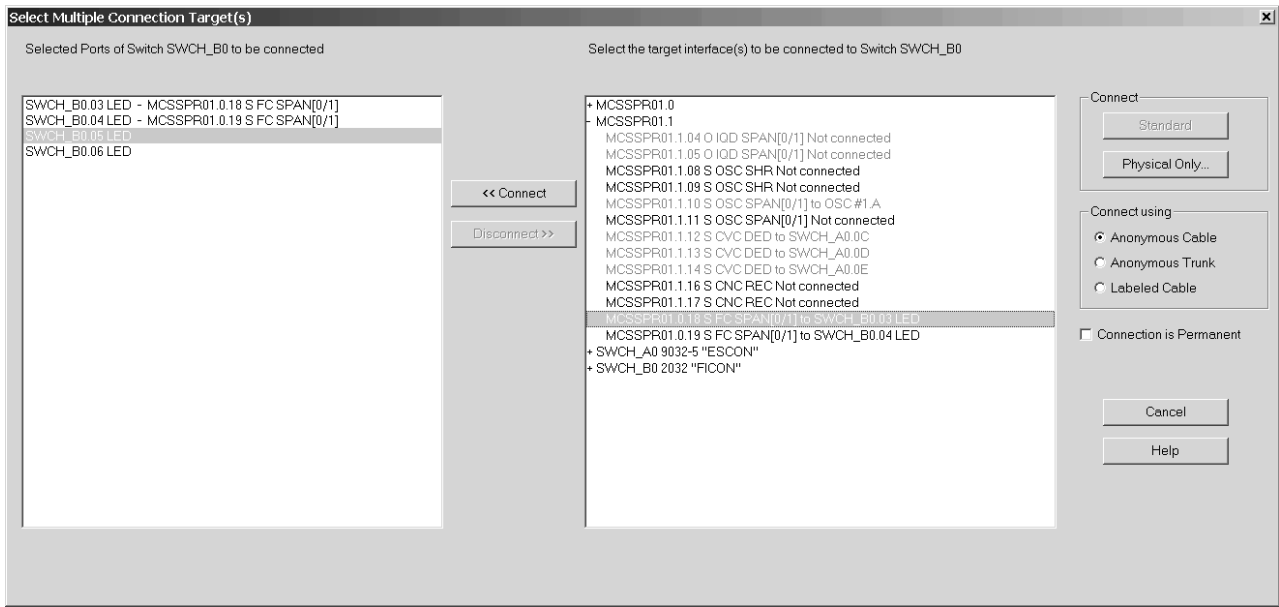 Select Multiple Connection Target(s)
Selected Ports of Switch SWCH_B0 to be connected
Select the target interface(s) to be connected to Switch SWCH_B0
SWCH_B0.03 LED - MCSSPR01.0.18 S FC SPAN[0/1]
SWCH_B0.04 LED - MCSSPR01.0.19 S FC SPAN[0/1]
SWCH_B0.05 LED
SWCH_B0.06 LED
<< Connect
Disconnect >>
+ MCSSPR01.0
- MCSSPR01.1
MCSSPR01.1.04 O IQD SPAN[0/1] Not connected
MCSSPR01.1.05 O IQD SPAN[0/1] Not connected
MCSSPR01.1.08 S OSC SHR Not connected
MCSSPR01.1.09 S OSC SHR Not connected
MCSSPR01.1.10 S OSC SPAN[0/1] to OSC #1.A
MCSSPR01.1.11 S OSC SPAN[0/1] Not connected
MCSSPR01.1.12 S CVC DED to SWCH_A0.0C
MCSSPR01.1.13 S CVC DED to SWCH_A0.0D
MCSSPR01.1.14 S CVC DED to SWCH_A0.0E
MCSSPR01.1.16 S CNC REC Not connected
MCSSPR01.1.17 S CNC REC Not connected
MCSSPR01.0.18 S FC SPAN[0/1] to SWCH_B0.03 LED
MCSSPR01.0.19 S FC SPAN[0/1] to SWCH_B0.04 LED
+ SWCH_A0 9032-5 "ESCON"
+ SWCH_B0 2032 "FICON"
Connect
Standard
Physical Only...
Connect using
Anonymous Cable
Anonymous Trunk
Labeled Cable
Connection is Permanent
Cancel
Help